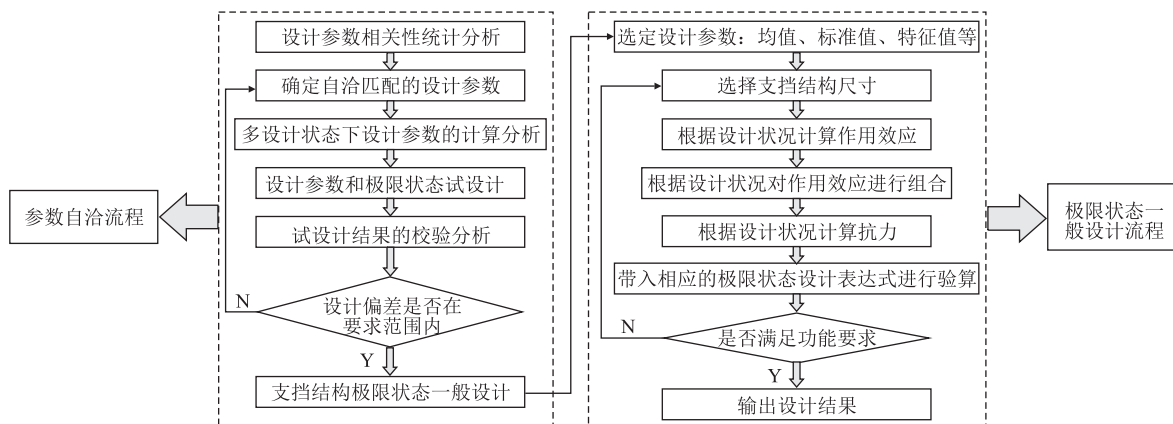 参数自洽流程
设计参数相关性统计分析
确定自洽匹配的设计参数
多设计状态下设计参数的计算分析
设计参数和极限状态试设计
试设计结果的校验分析
设计偏差是否在
要求范围内
N
Y
支挡结构极限状态一般设计
选定设计参数：均值、标准值、特征值等
选择支挡结构尺寸
根据设计状况计算作用效应
根据设计状况对作用效应进行组合
根据设计状况计算抗力
带入相应的极限状态设计表达式进行验算
是否满足功能要求
N
Y
输出设计结果
极限状态一
般设计流程